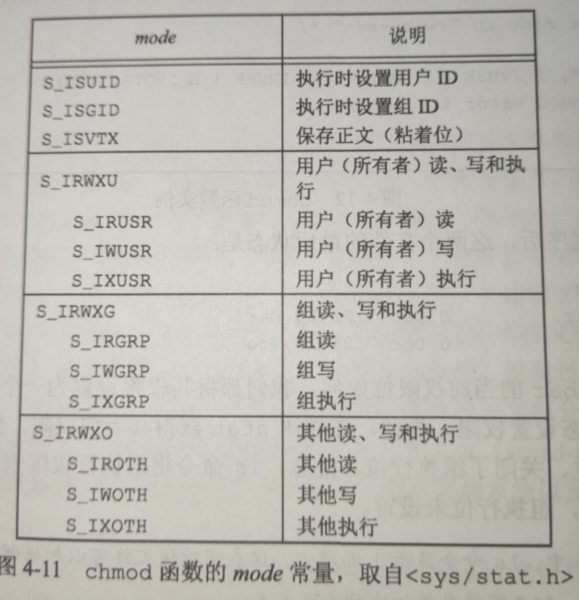 mode 说明
S_ISUID 执行时设置用户 ID
S_ISGID 执行时设置组 ID
S_ISVTX 保存正文（粘着位）
S_IRWXU 用户（所有者）读、写和执
行
S_IRUSR 用户（所有者）读
S_IWUSR 用户（所有者）写
S_IXUSR 用户（所有者）执行
S_IRWXG 组读、写和执行
S_IRGRP 组读
S_IWGRP 组写
S_IXGRP 组执行
S_IRWXO 其他读、写和执行
S_IROTH 其他读
S_IWOTH 其他写
S_IXOTH 其他执行
图 4-11 chmod 函数的 mode 常量，取自<sys/stat.h>